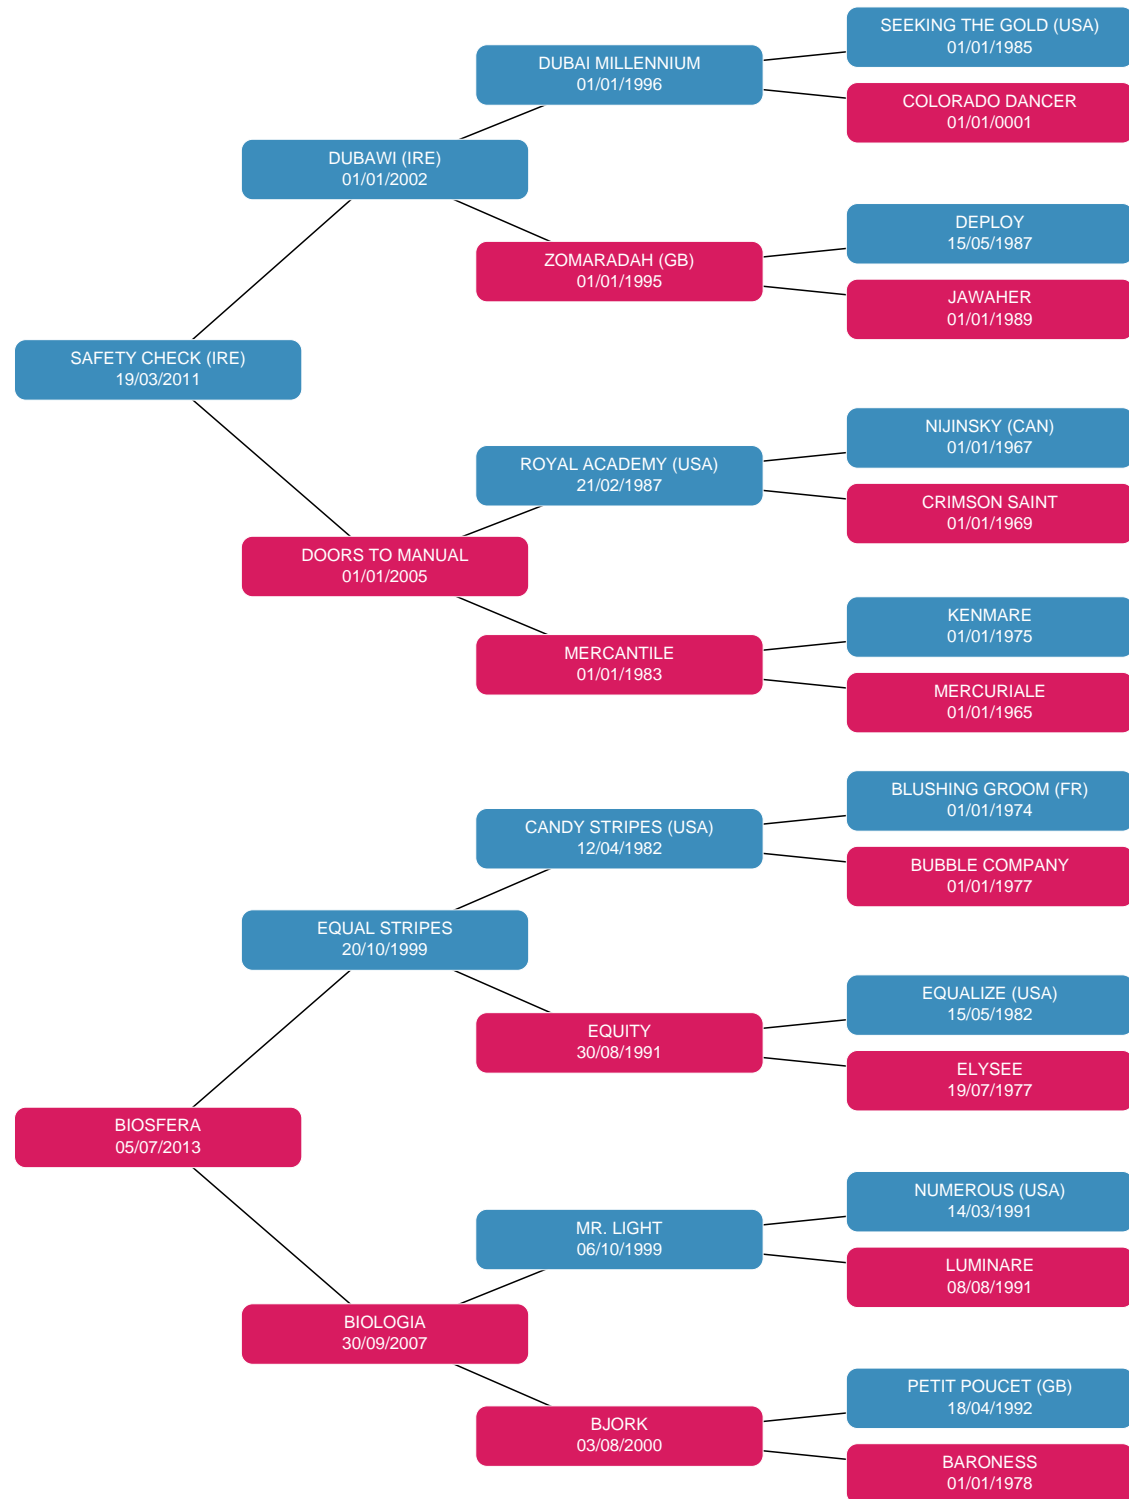 SEEKING THE GOLD (USA)
01/01/1985
DUBAI MILLENNIUM
01/01/1996
COLORADO DANCER
01/01/0001
DUBAWI (IRE)
01/01/2002
DEPLOY
15/05/1987
ZOMARADAH (GB)
01/01/1995
JAWAHER
01/01/1989
SAFETY CHECK (IRE)
19/03/2011
NIJINSKY (CAN)
01/01/1967
ROYAL ACADEMY (USA)
21/02/1987
CRIMSON SAINT
01/01/1969
DOORS TO MANUAL
01/01/2005
KENMARE
01/01/1975
MERCANTILE
01/01/1983
MERCURIALE
01/01/1965
BLUSHING GROOM (FR)
01/01/1974
CANDY STRIPES (USA)
12/04/1982
BUBBLE COMPANY
01/01/1977
EQUAL STRIPES
20/10/1999
EQUALIZE (USA)
15/05/1982
EQUITY
30/08/1991
ELYSEE
19/07/1977
BIOSFERA
05/07/2013
NUMEROUS (USA)
14/03/1991
MR. LIGHT
06/10/1999
LUMINARE
08/08/1991
BIOLOGIA
30/09/2007
PETIT POUCET (GB)
18/04/1992
BJORK
03/08/2000
BARONESS
01/01/1978